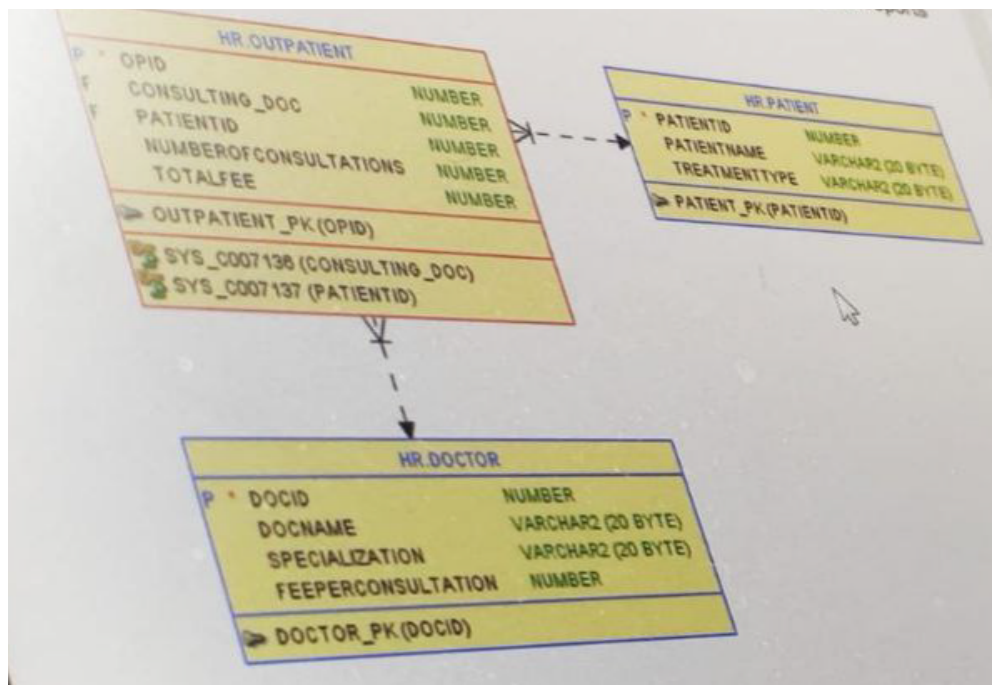 HR.OUTPATIENT
P * OPID NUMBER
F CONSULTING_DOC NUMBER
F PATIENTID NUMBER
NUMBEROFCONSULTATIONS NUMBER
TOTALFEE NUMBER
OUTPATIENT_PK (OPID)
SYS_C007136 (CONSULTING_DOC)
SYS_C007137 (PATIENTID)
HR.PATIENT
P * PATIENTID NUMBER
PATIENTNAME VARCHAR2 (20 BYTE)
TREATMENTTYPE VARCHAR2 (20 BYTE)
PATIENT_PK (PATIENTID)
HR.DOCTOR
P * DOCID NUMBER
DOCNAME VARCHAR2 (20 BYTE)
SPECIALIZATION VARCHAR2 (20 BYTE)
FEEPERCONSULTATION NUMBER
DOCTOR_PK (DOCID)